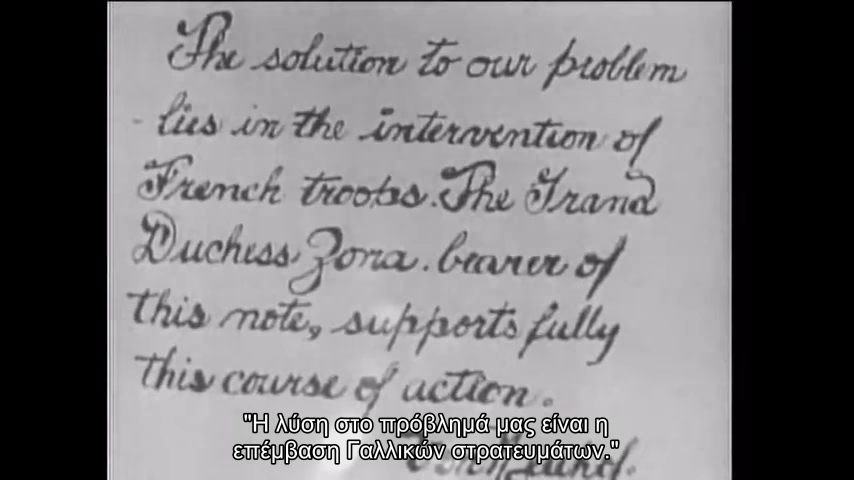 The solution to our problem
lies in the intervention of
French troops. The Grand
Duchess Zona, bearer of
this note, supports fully
this course of action.
"Η λύση στο πρόβλημά μας είναι η
επέμβαση Γαλλικών στρατευμάτων."